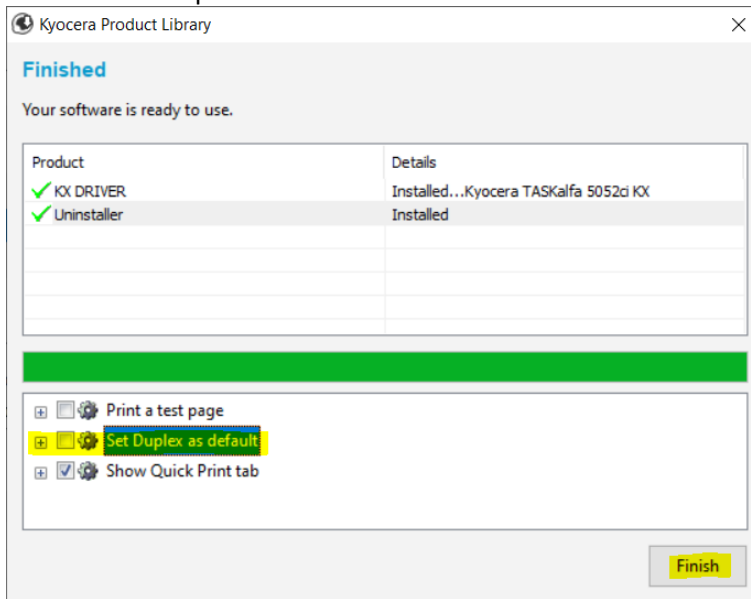 Kyocera Product Library
Finished
Your software is ready to use.
Product Details
KX DRIVER Installed...Kyocera TASKalfa 5052ci KX
Uninstaller Installed
Print a test page
Set Duplex as default
Show Quick Print tab
Finish